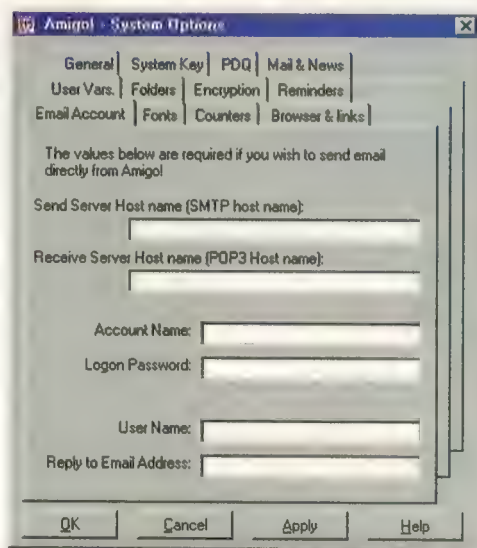 Amigo! - System Options
General System Key PDQ Mail & News
User Vars. Folders Encryption Reminders
Email Account Fonts Counters Browser & links
The values below are required if you wish to send email
directly from Amigo!
Send Server Host name (SMTP host name):
Receive Server Host name (POP3 Host name):
Account Name:
Logon Password:
User Name:
Reply to Email Address:
OK Cancel Apply Help